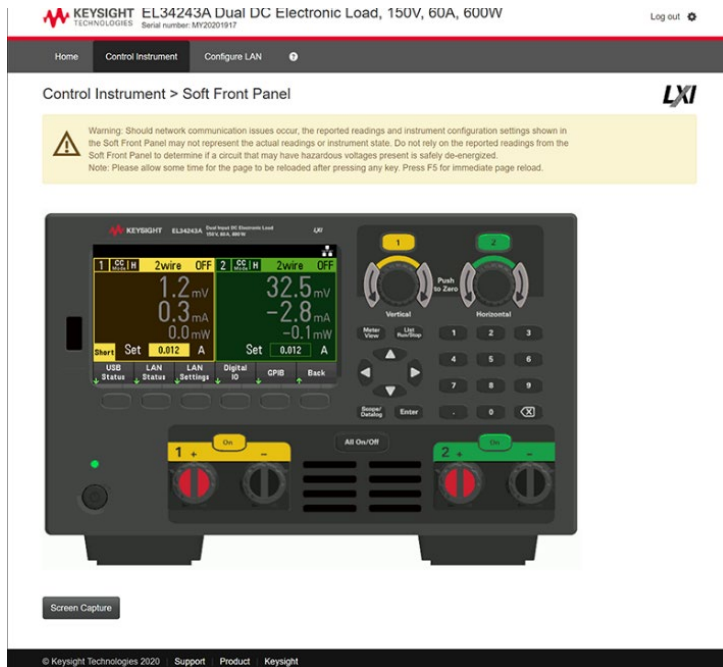 KEYSIGHT TECHNOLOGIES EL34243A Dual DC Electronic Load, 150V, 60A, 600W
Serial number: MY20201917
Log out
Home Control Instrument Configure LAN ?
Control Instrument > Soft Front Panel
LXI
Warning: Should network communication issues occur, the reported readings and instrument configuration settings shown in
the Soft Front Panel may not represent the actual readings or instrument state. Do not rely on the reported readings from the
Soft Front Panel to determine if a circuit that may have hazardous voltages present is safely de-energized.
Note: Please allow some time for the page to be reloaded after pressing any key. Press F5 for immediate page reload.
KEYSIGHT EL34243A Dual Input DC Electronic Load
150V, 60A, 600W
LXI
1 CC Mode H 2wire OFF 2 CC Mode H 2wire OFF
1.2 mV 32.5 mV
0.3 mA -2.8 mA
0.0 mW -0.1 mW
Short Set 0.012 A Set 0.012 A
USB Status LAN Status LAN Settings Digital IO GPIB Back
1 2
Push to Zero
Vertical Horizontal
Meter View List Run/Stop 1 2 3
4 5 6
7 8 9
Scope/Datalog Enter . 0
All On/Off
1 + On -
2 + On -
Screen Capture
© Keysight Technologies 2020 Support Product Keysight